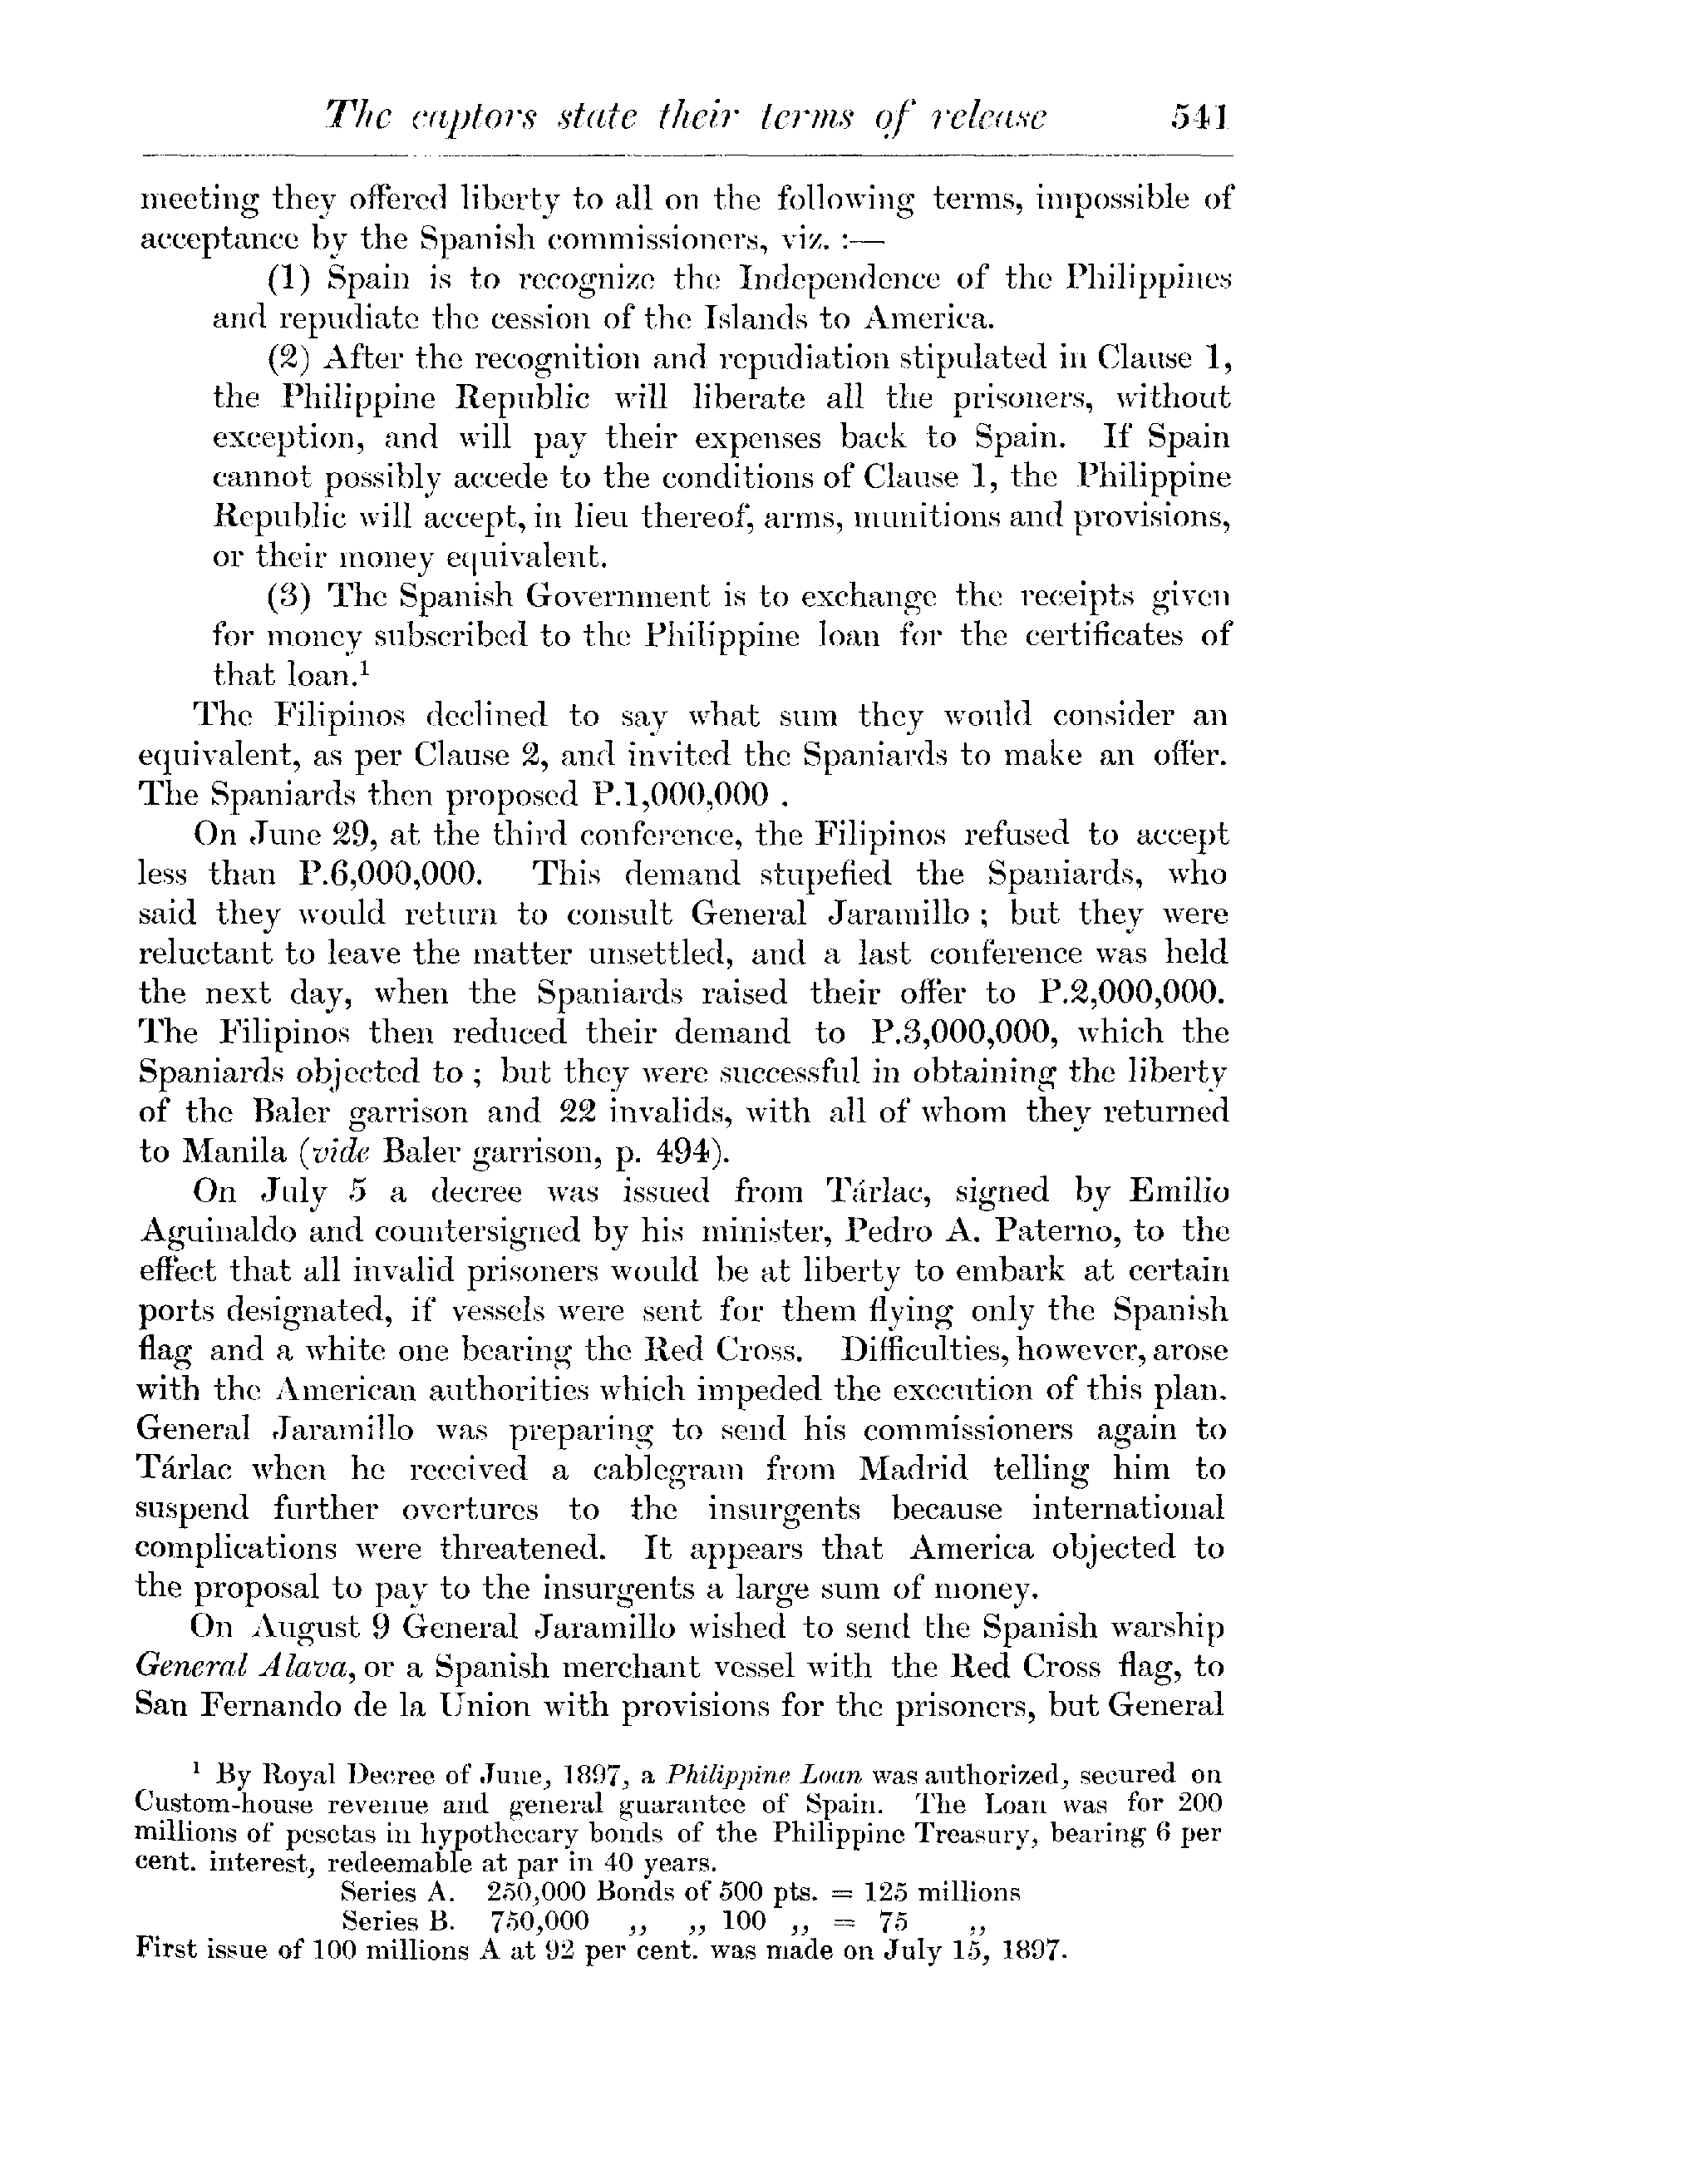 The captors state their terms of release 541
meeting they offered liberty to all on the following terms, impossible of
acceptance by the Spanish commissioners, viz. :—
(1) Spain is to recognize the Independence of the Philippines
and repudiate the cession of the Islands to America.
(2) After the recognition and repudiation stipulated in Clause 1,
the Philippine Republic will liberate all the prisoners, without
exception, and will pay their expenses back to Spain. If Spain
cannot possibly accede to the conditions of Clause 1, the Philippine
Republic will accept, in lieu thereof, arms, munitions and provisions,
or their money equivalent.
(3) The Spanish Government is to exchange the receipts given
for money subscribed to the Philippine loan for the certificates of
that loan.¹
The Filipinos declined to say what sum they would consider an
equivalent, as per Clause 2, and invited the Spaniards to make an offer.
The Spaniards then proposed P.1,000,000 .
On June 29, at the third conference, the Filipinos refused to accept
less than P.6,000,000. This demand stupefied the Spaniards, who
said they would return to consult General Jaramillo ; but they were
reluctant to leave the matter unsettled, and a last conference was held
the next day, when the Spaniards raised their offer to P.2,000,000.
The Filipinos then reduced their demand to P.3,000,000, which the
Spaniards objected to ; but they were successful in obtaining the liberty
of the Baler garrison and 22 invalids, with all of whom they returned
to Manila (vide Baler garrison, p. 494).
On July 5 a decree was issued from Tárlac, signed by Emilio
Aguinaldo and countersigned by his minister, Pedro A. Paterno, to the
effect that all invalid prisoners would be at liberty to embark at certain
ports designated, if vessels were sent for them flying only the Spanish
flag and a white one bearing the Red Cross. Difficulties, however, arose
with the American authorities which impeded the execution of this plan.
General Jaramillo was preparing to send his commissioners again to
Tárlac when he received a cablegram from Madrid telling him to
suspend further overtures to the insurgents because international
complications were threatened. It appears that America objected to
the proposal to pay to the insurgents a large sum of money.
On August 9 General Jaramillo wished to send the Spanish warship
General Alava, or a Spanish merchant vessel with the Red Cross flag, to
San Fernando de la Union with provisions for the prisoners, but General
¹ By Royal Decree of June, 1897, a Philippine Loan was authorized, secured on
Custom-house revenue and general guarantee of Spain. The Loan was for 200
millions of pesetas in hypothecary bonds of the Philippine Treasury, bearing 6 per
cent. interest, redeemable at par in 40 years.
Series A. 250,000 Bonds of 500 pts. = 125 millions
Series B. 750,000 ,, ,, 100 ,, = 75 ,,
First issue of 100 millions A at 92 per cent. was made on July 15, 1897.